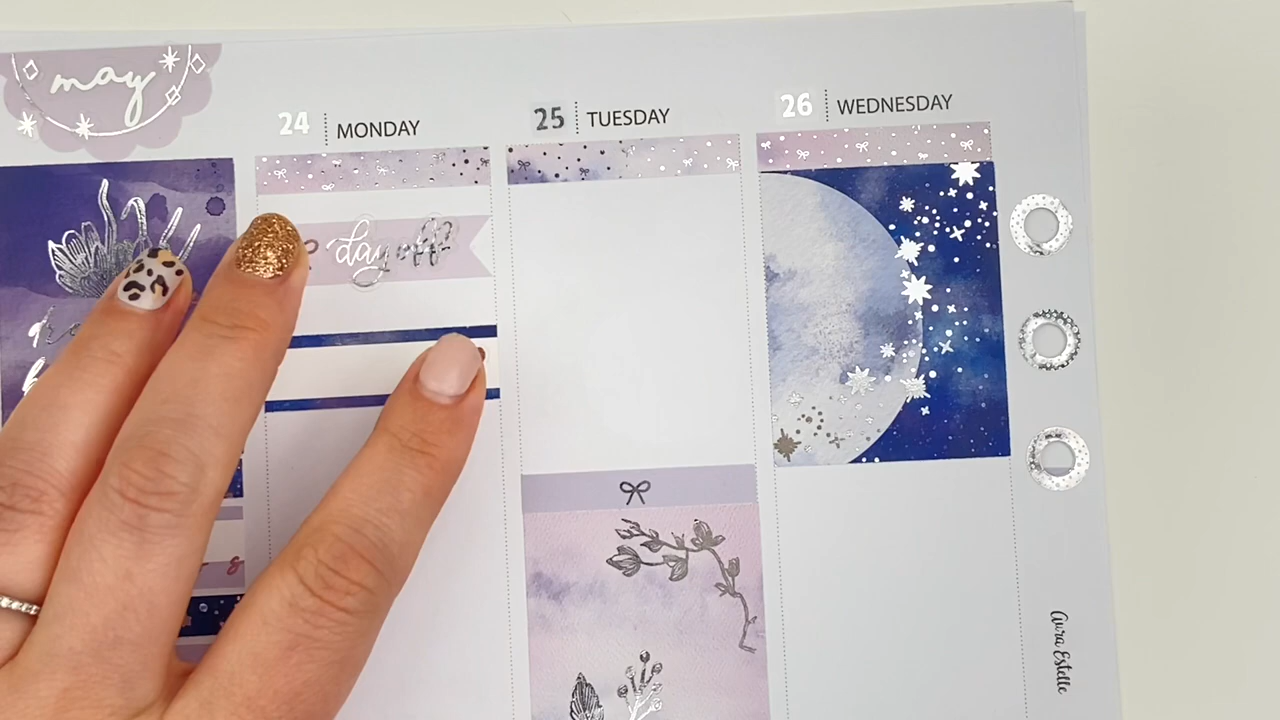 may
24 MONDAY
25 TUESDAY
26 WEDNESDAY
day off
Aura Estelle